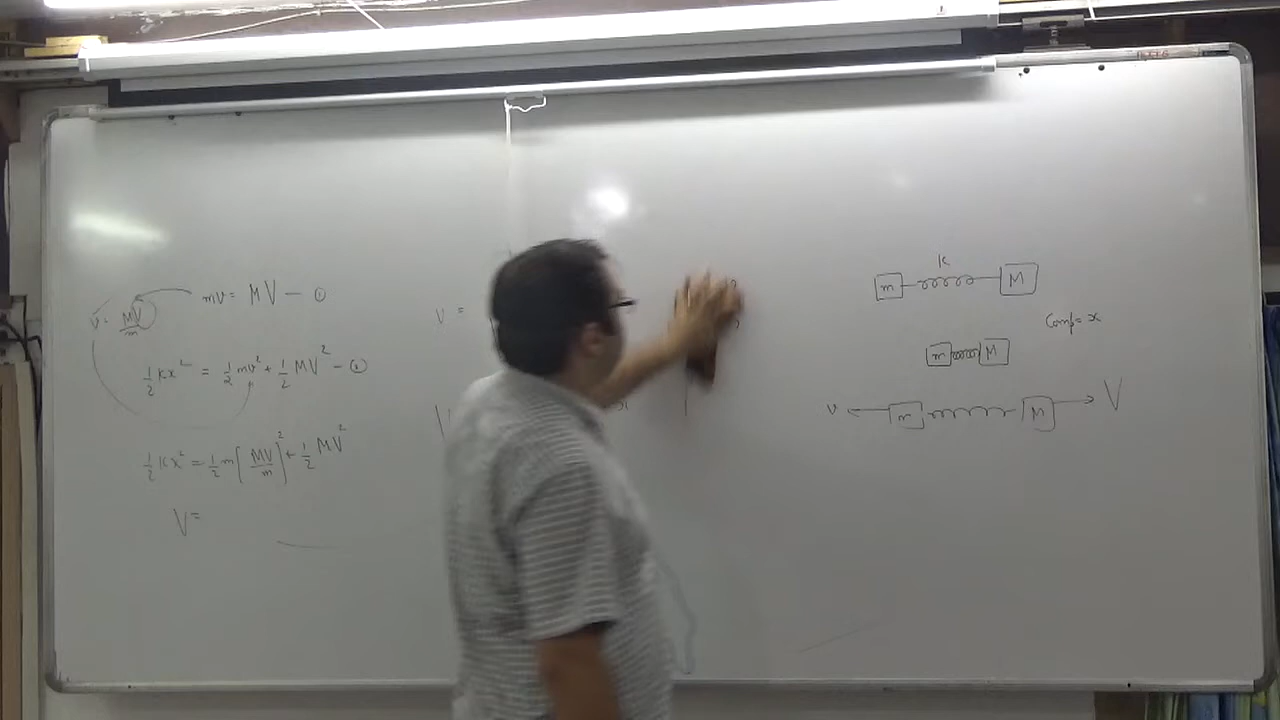 mv = MV — ①
v = MV/m
½ Kx² = ½ mv² + ½ MV² — ②
½ Kx² = ½ m [MV/m]² + ½ MV²
V =
v =
V
K
m M
Comp = x
m M
v m M V